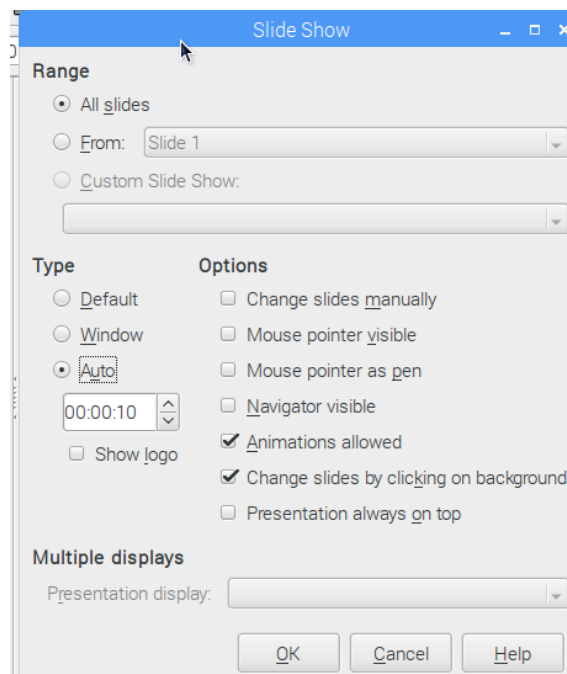 Slide Show
Range
All slides
From: Slide 1
Custom Slide Show:
Type Options
Default Change slides manually
Window Mouse pointer visible
Auto Mouse pointer as pen
00:00:10 Navigator visible
Animations allowed
Show logo
Change slides by clicking on background
Presentation always on top
Multiple displays
Presentation display:
OK Cancel Help